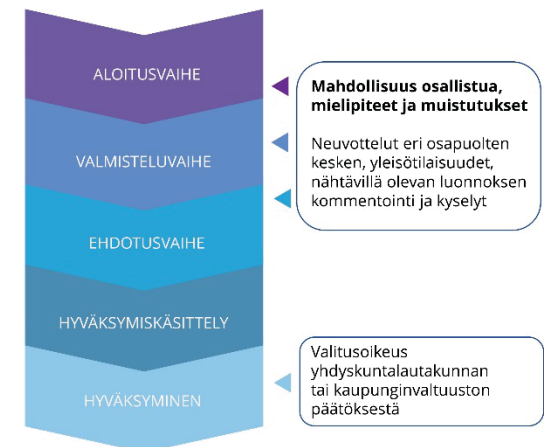 ALOITUSVAIHE
Mahdollisuus osallistua,
mielipiteet ja muistutukset
Neuvottelut eri osapuolten
kesken, yleisötilaisuudet,
nähtävillä olevan luonnoksen
kommentointi ja kyselyt
VALMISTELUVAIHE
EHDOTUSVAIHE
HYVÄKSYMISKÄSITTELY
HYVÄKSYMINEN
Valitusoikeus
yhdyskuntalautakunnan
tai kaupunginvaltuuston
päätöksestä